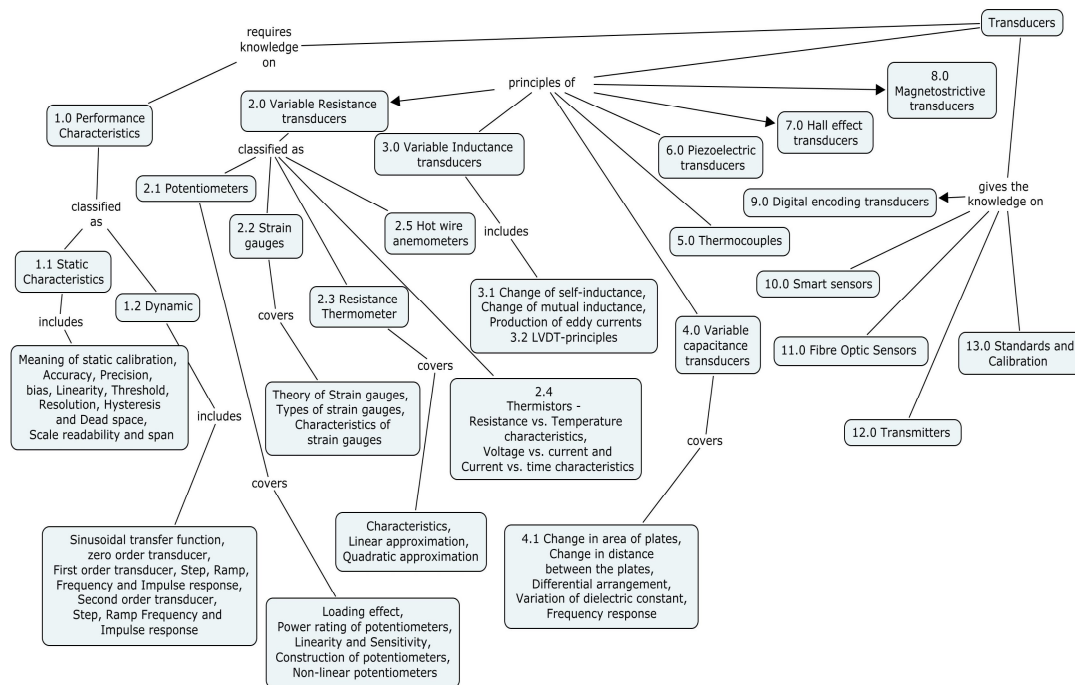 Transducers
requires
knowledge
on
principles of
8.0
Magnetostrictive
transducers
2.0 Variable Resistance
transducers
1.0 Performance
Characteristics
7.0 Hall effect
transducers
3.0 Variable Inductance
transducers
6.0 Piezoelectric
transducers
classified as
2.1 Potentiometers
gives the
knowledge on
9.0 Digital encoding transducers
classified
as
2.2 Strain
gauges
2.5 Hot wire
anemometers
includes
5.0 Thermocouples
1.1 Static
Characteristics
10.0 Smart sensors
1.2 Dynamic
2.3 Resistance
Thermometer
3.1 Change of self-inductance,
Change of mutual inductance,
Production of eddy currents
3.2 LVDT-principles
includes
covers
4.0 Variable
capacitance
transducers
11.0 Fibre Optic Sensors
13.0 Standards and
Calibration
Meaning of static calibration,
Accuracy, Precision,
bias, Linearity, Threshold,
Resolution, Hysteresis
and Dead space,
Scale readability and span
covers
includes
Theory of Strain gauges,
Types of strain gauges,
Characteristics of
strain gauges
2.4
Thermistors -
Resistance vs. Temperature
characteristics,
Voltage vs. current and
Current vs. time characteristics
12.0 Transmitters
covers
covers
Characteristics,
Linear approximation,
Quadratic approximation
4.1 Change in area of plates,
Change in distance
between the plates,
Differential arrangement,
Variation of dielectric constant,
Frequency response
Sinusoidal transfer function,
zero order transducer,
First order transducer, Step, Ramp,
Frequency and Impulse response,
Second order transducer,
Step, Ramp Frequency and
Impulse response
Loading effect,
Power rating of potentiometers,
Linearity and Sensitivity,
Construction of potentiometers,
Non-linear potentiometers